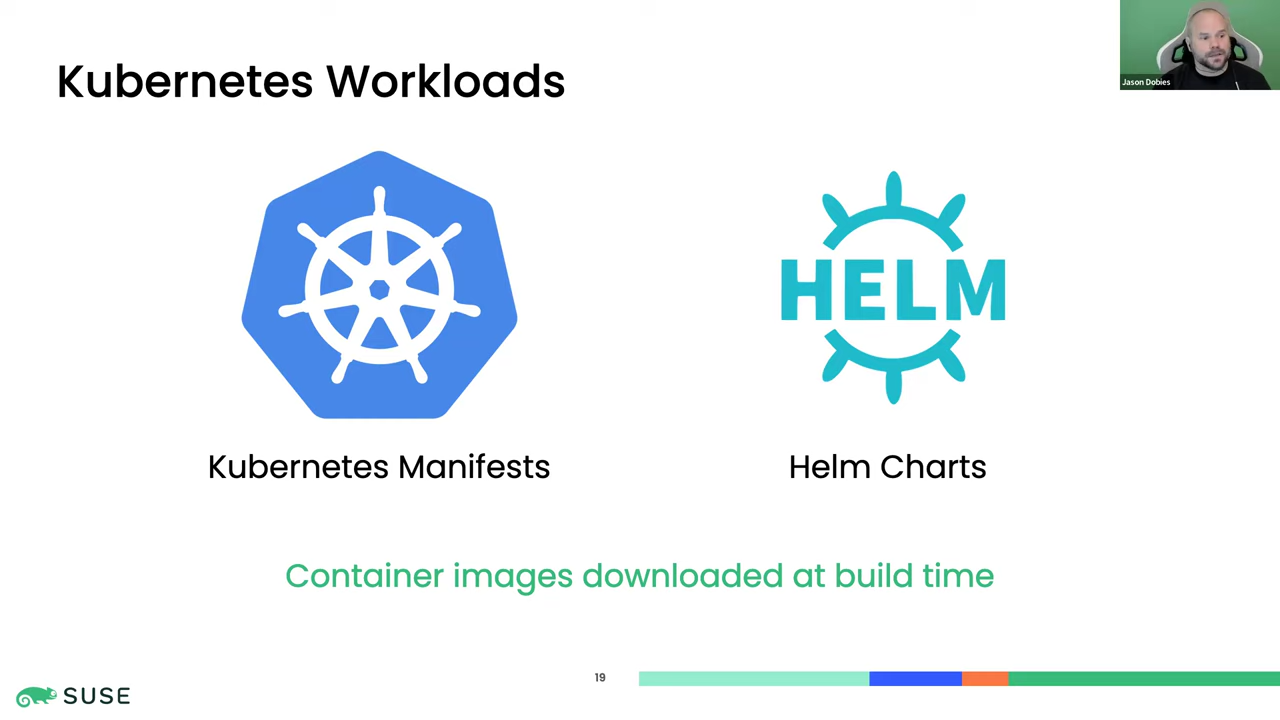 Kubernetes Workloads
Jason Dobies
HELM
Kubernetes Manifests
Helm Charts
Container images downloaded at build time
19
SUSE